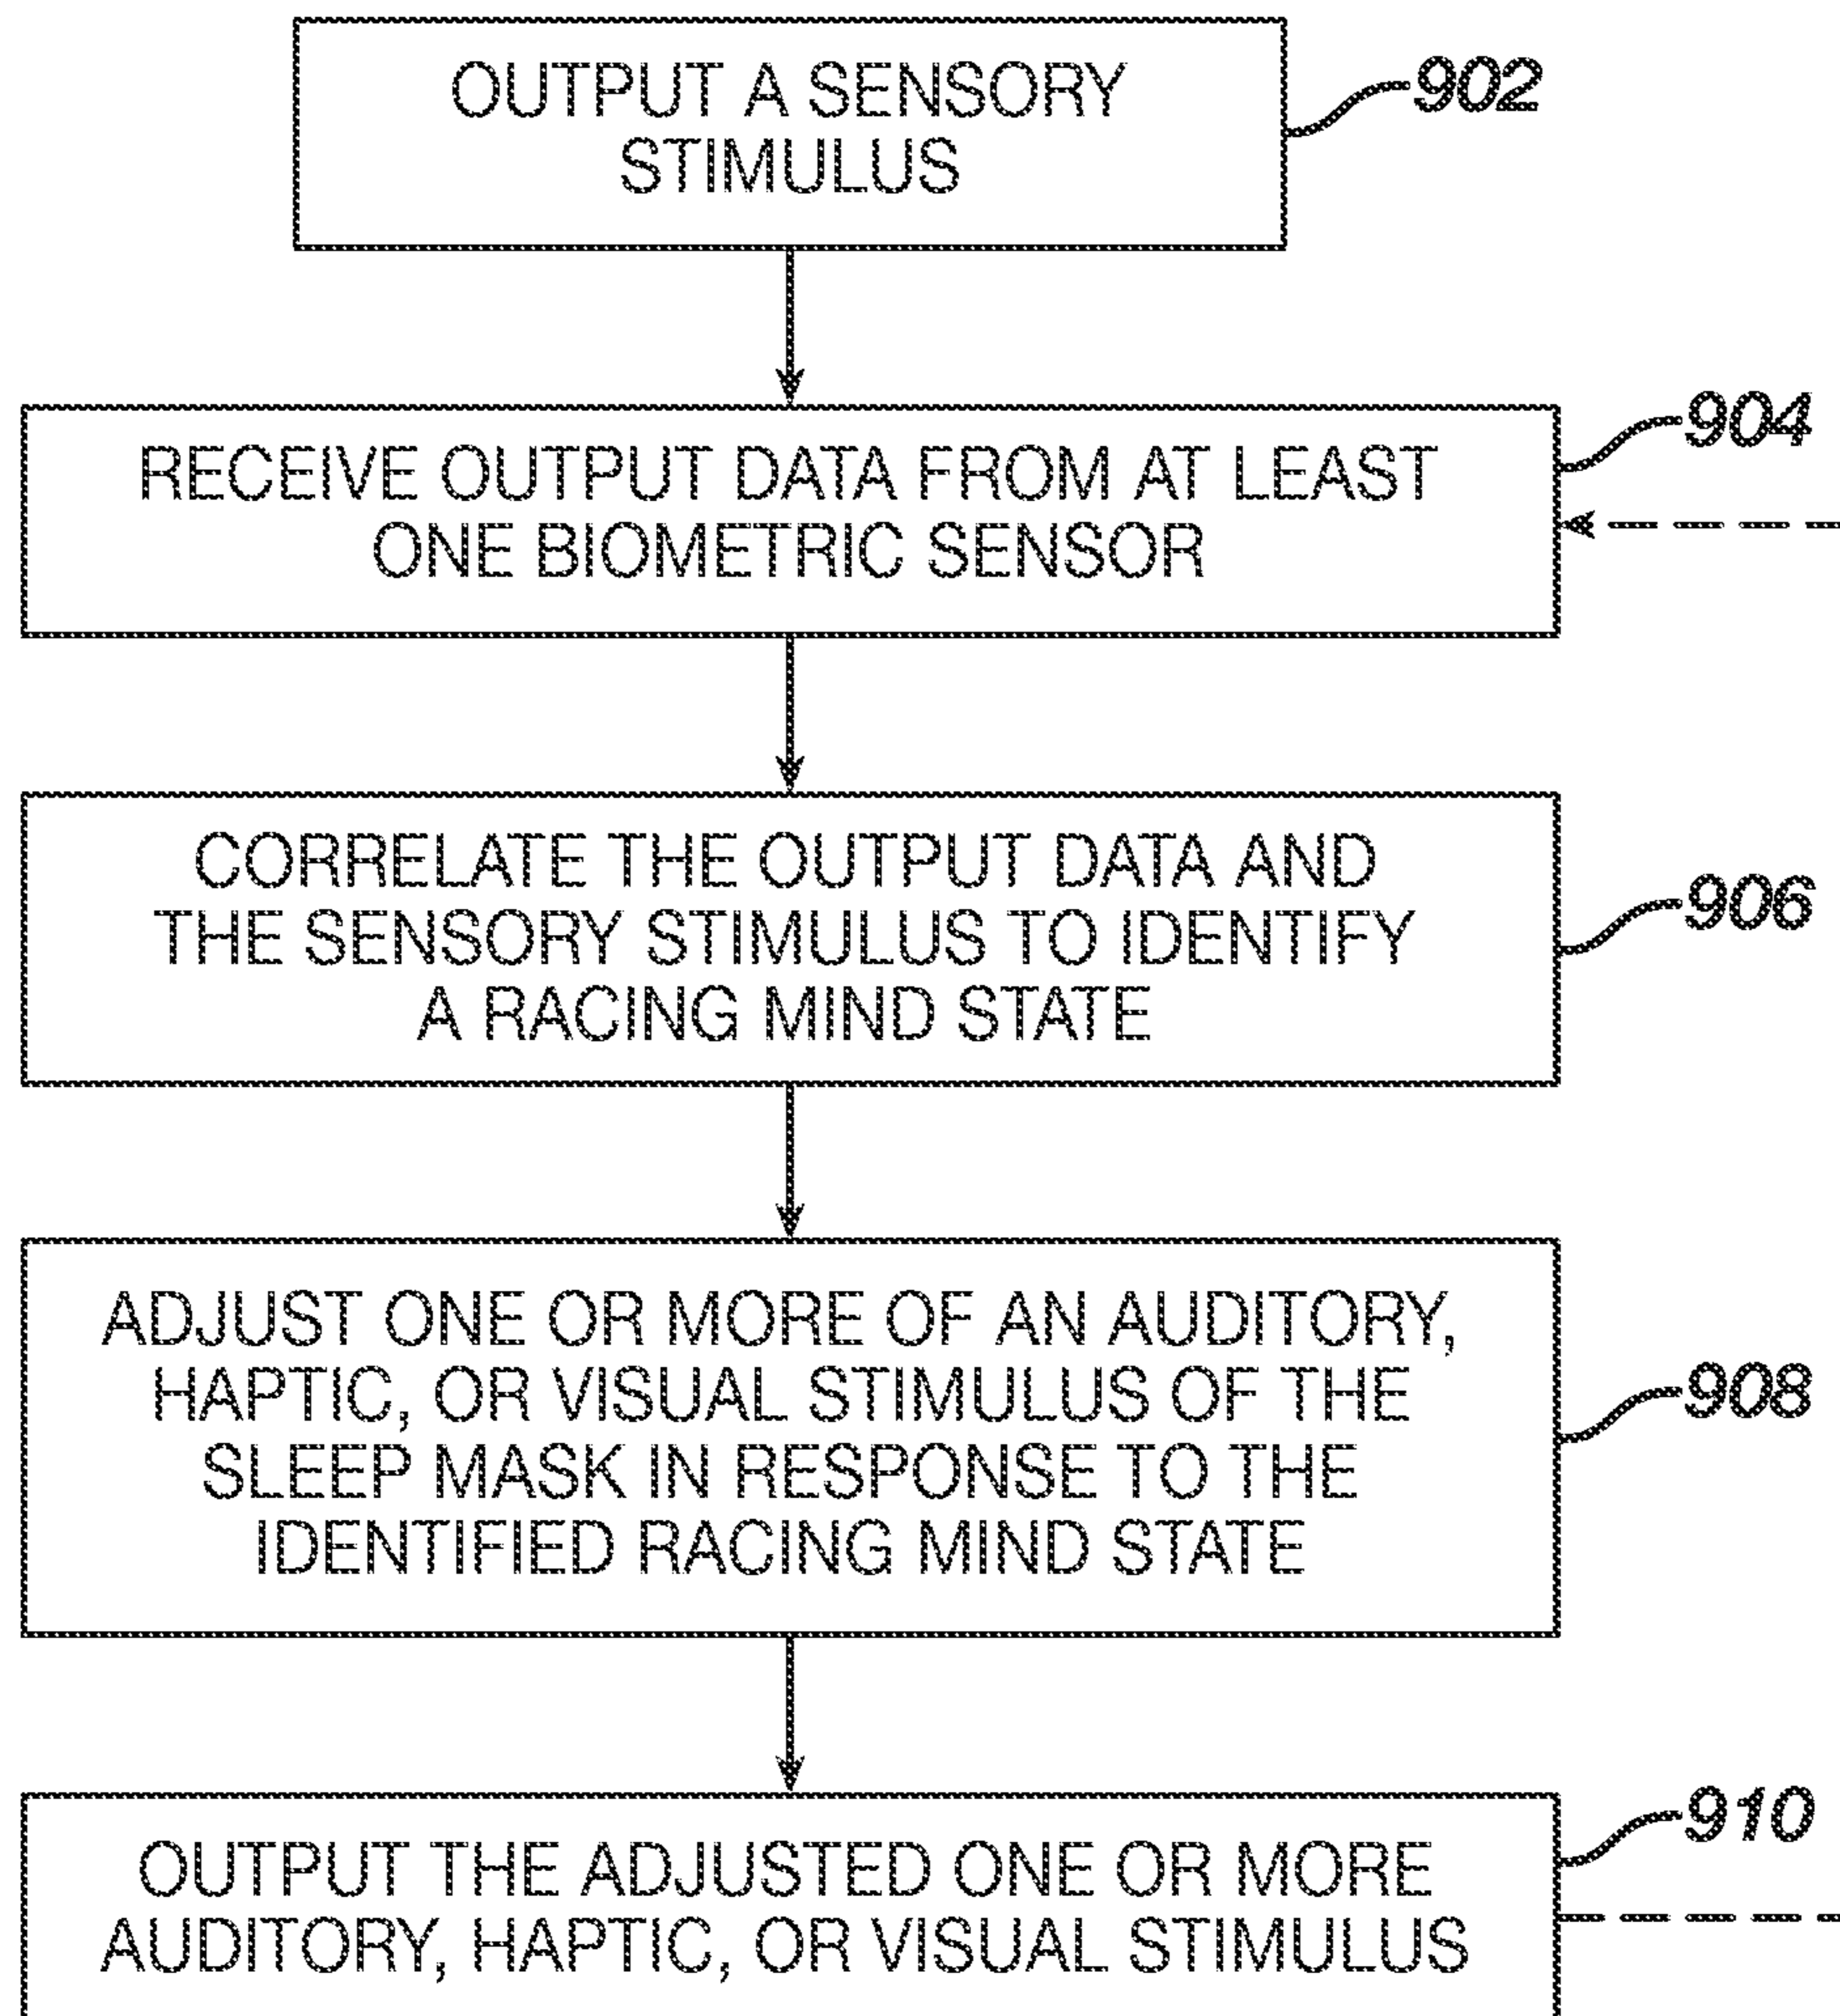 OUTPUT A SENSORY
STIMULUS
902
RECEIVE OUTPUT DATA FROM AT LEAST
ONE BIOMETRIC SENSOR
904
CORRELATE THE OUTPUT DATA AND
THE SENSORY STIMULUS TO IDENTIFY
A RACING MIND STATE
906
ADJUST ONE OR MORE OF AN AUDITORY,
HAPTIC, OR VISUAL STIMULUS OF THE
SLEEP MASK IN RESPONSE TO THE
IDENTIFIED RACING MIND STATE
908
OUTPUT THE ADJUSTED ONE OR MORE
AUDITORY, HAPTIC, OR VISUAL STIMULUS
910